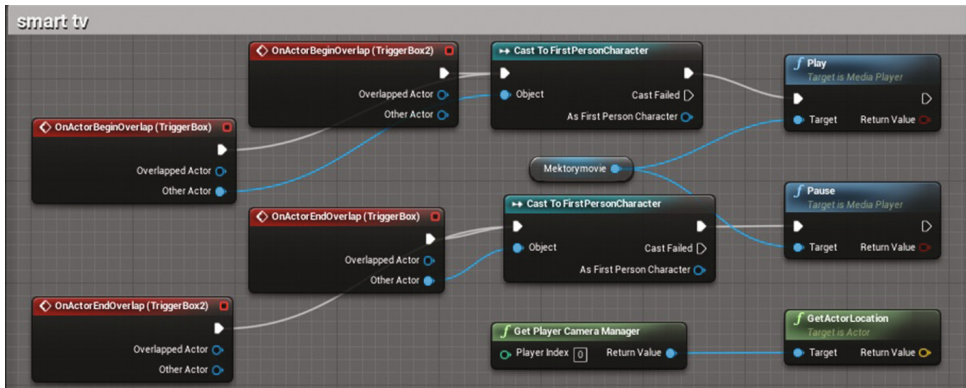 smart tv
OnActorBeginOverlap (TriggerBox2)
Overlapped Actor
Other Actor
Cast To FirstPersonCharacter
Object
Cast Failed
As First Person Character
Play
Target is Media Player
Target
Return Value
OnActorBeginOverlap (TriggerBox)
Overlapped Actor
Other Actor
Mektorymovie
OnActorEndOverlap (TriggerBox)
Overlapped Actor
Other Actor
Cast To FirstPersonCharacter
Object
Cast Failed
As First Person Character
Pause
Target is Media Player
Target
Return Value
OnActorEndOverlap (TriggerBox2)
Overlapped Actor
Other Actor
Get Player Camera Manager
Player Index 0
Return Value
GetActorLocation
Target is Actor
Target
Return Value